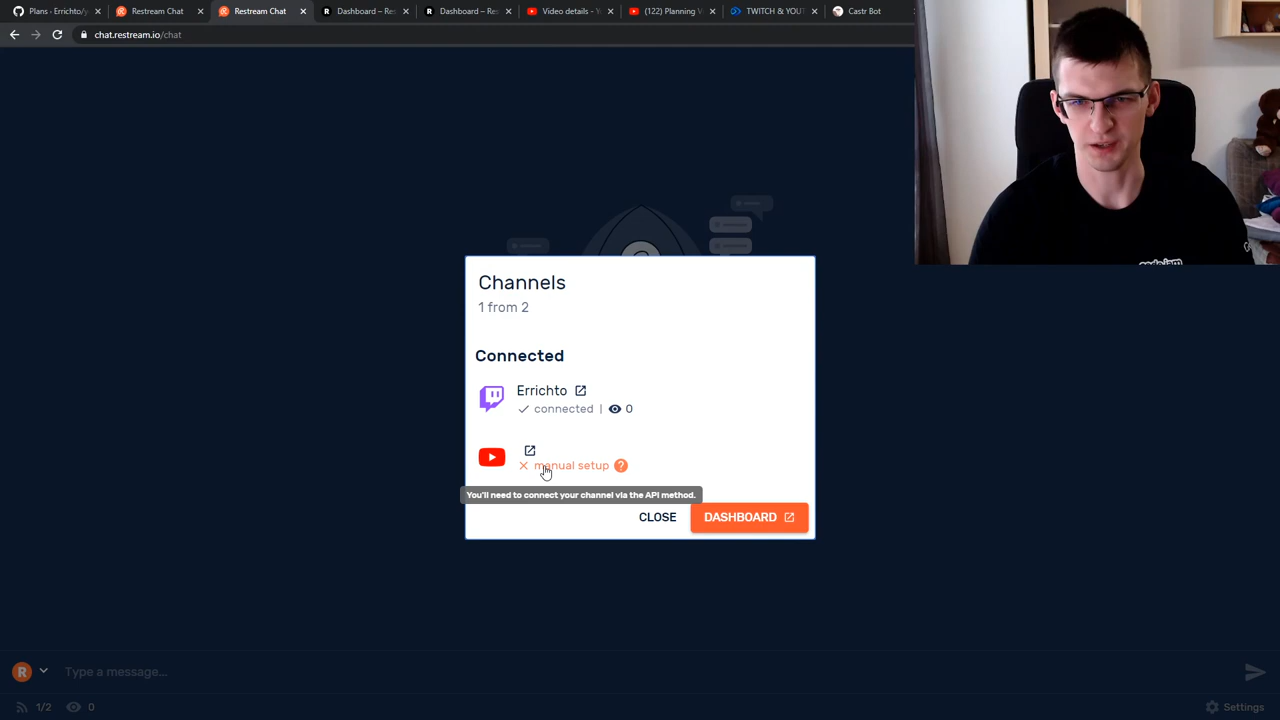 Plans · Errichto/y
Restream Chat
Restream Chat
Dashboard – Res
Dashboard – Res
Video details - Y
(122) Planning V
TWITCH & YOUT
Castr Bot
chat.restream.io/chat
Channels
1 from 2
Connected
Errichto
connected | 0
manual setup ?
You'll need to connect your channel via the API method.
CLOSE
DASHBOARD
R
Type a message...
1/2
0
Settings